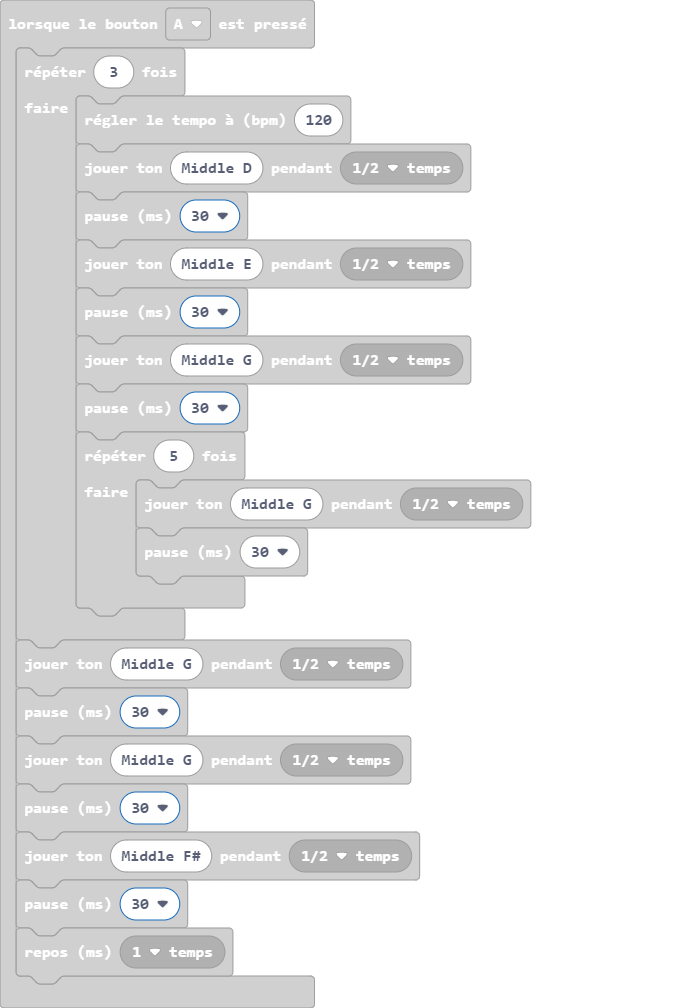 lorsque le bouton A est pressé
répéter 3 fois
faire
régler le tempo à (bpm) 120
jouer ton Middle D pendant 1/2 temps
pause (ms) 30
jouer ton Middle E pendant 1/2 temps
pause (ms) 30
jouer ton Middle G pendant 1/2 temps
pause (ms) 30
répéter 5 fois
faire
jouer ton Middle G pendant 1/2 temps
pause (ms) 30
jouer ton Middle G pendant 1/2 temps
pause (ms) 30
jouer ton Middle G pendant 1/2 temps
pause (ms) 30
jouer ton Middle F# pendant 1/2 temps
pause (ms) 30
repos (ms) 1 temps